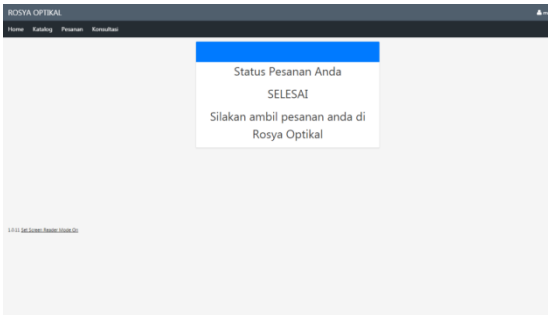 ROSYA OPTIKAL
Home Katalog Pesanan Konsultasi
Status Pesanan Anda
SELESAI
Silakan ambil pesanan anda di
Rosya Optikal
Set Screen Reader Mode On